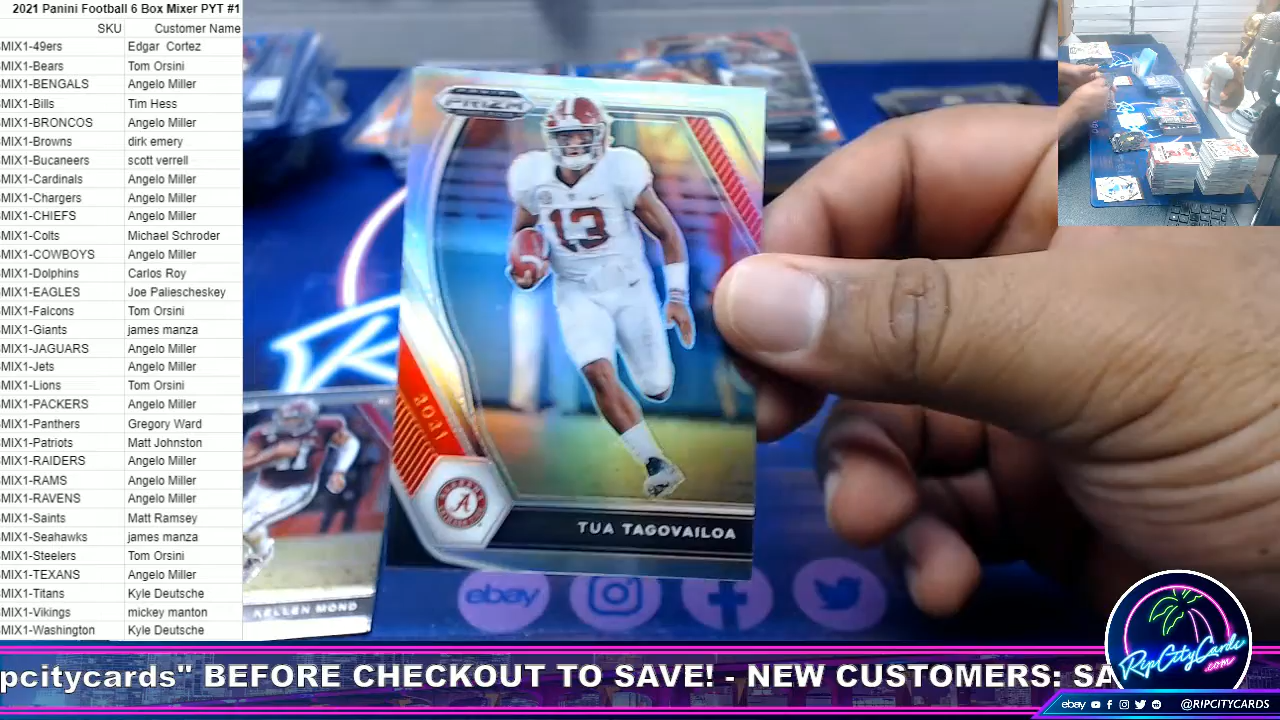 2021 Panini Football 6 Box Mixer PYT #1
SKU Customer Name
MIX1-49ers Edgar Cortez
MIX1-Bears Tom Orsini
MIX1-BENGALS Angelo Miller
MIX1-Bills Tim Hess
MIX1-BRONCOS Angelo Miller
MIX1-Browns dirk emery
MIX1-Bucaneers scott verrell
MIX1-Cardinals Angelo Miller
MIX1-Chargers Angelo Miller
MIX1-CHIEFS Angelo Miller
MIX1-Colts Michael Schroder
MIX1-COWBOYS Angelo Miller
MIX1-Dolphins Carlos Roy
MIX1-EAGLES Joe Paliescheskey
MIX1-Falcons Tom Orsini
MIX1-Giants james manza
MIX1-JAGUARS Angelo Miller
MIX1-Jets Angelo Miller
MIX1-Lions Tom Orsini
MIX1-PACKERS Angelo Miller
MIX1-Panthers Gregory Ward
MIX1-Patriots Matt Johnston
MIX1-RAIDERS Angelo Miller
MIX1-RAMS Angelo Miller
MIX1-RAVENS Angelo Miller
MIX1-Saints Matt Ramsey
MIX1-Seahawks james manza
MIX1-Steelers Tom Orsini
MIX1-TEXANS Angelo Miller
MIX1-Titans Kyle Deutsche
MIX1-Vikings mickey manton
MIX1-Washington Kyle Deutsche
PANINI
PRIZM
13
2021
A
TUA TAGOVAILOA
KELLEN MOND
ebay
pcitycards" BEFORE CHECKOUT TO SAVE! - NEW CUSTOMERS: SA
RipCityCards
.com
ebay @RIPCITYCARDS